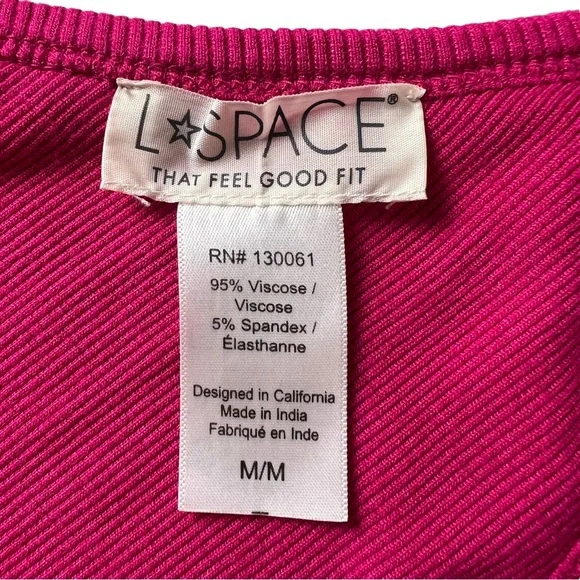 L☆SPACE®
THAT FEEL GOOD FIT
RN# 130061
95% Viscose /
Viscose
5% Spandex /
Élasthanne
Designed in California
Made in India
Fabriqué en Inde
M/M